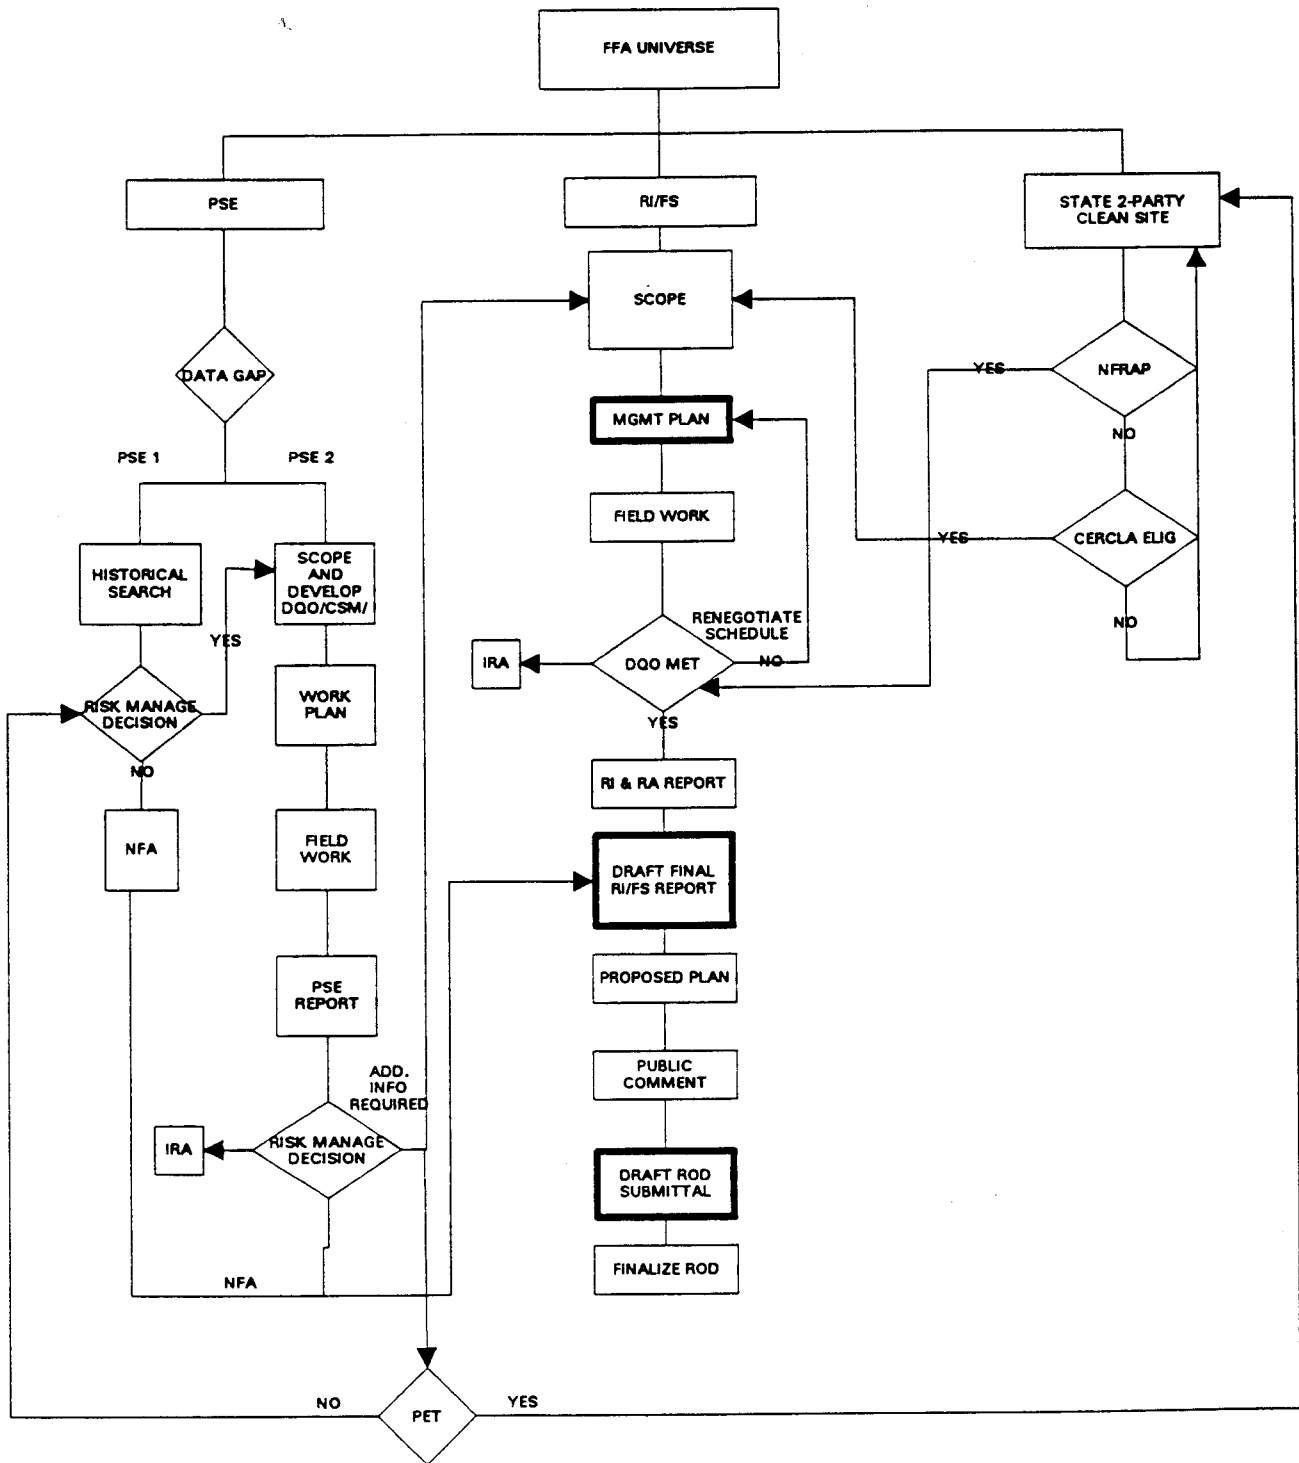 FFA UNIVERSE
PSE
RI/FS
STATE 2-PARTY
CLEAN SITE
SCOPE
DATA GAP
YES
NFRAP
NO
MGMT PLAN
PSE 1
PSE 2
FIELD WORK
YES
CERCLA ELIG
NO
HISTORICAL
SEARCH
SCOPE
AND
DEVELOP
DQO/CSM/
YES
RENEGOTIATE
SCHEDULE
IRA
DQO MET
NO
YES
RISK MANAGE
DECISION
NO
WORK
PLAN
RI & RA REPORT
NFA
FIELD
WORK
DRAFT FINAL
RI/FS REPORT
PSE
REPORT
PROPOSED PLAN
ADD.
INFO
REQUIRED
PUBLIC
COMMENT
IRA
RISK MANAGE
DECISION
DRAFT ROD
SUBMITTAL
NFA
FINALIZE ROD
NO
PET
YES